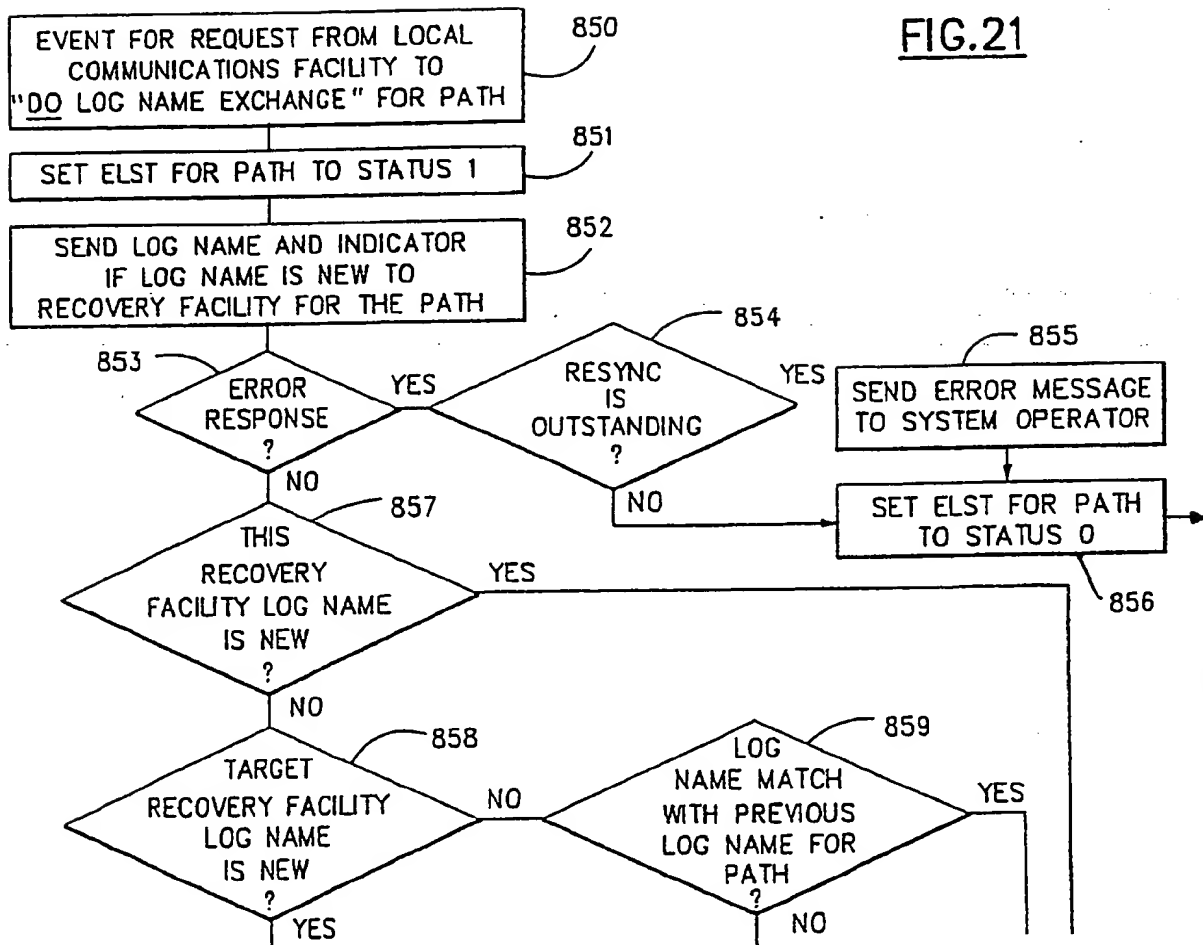 FIG.21
850
EVENT FOR REQUEST FROM LOCAL
COMMUNICATIONS FACILITY TO
"DO LOG NAME EXCHANGE" FOR PATH
851
SET ELST FOR PATH TO STATUS 1
852
SEND LOG NAME AND INDICATOR
IF LOG NAME IS NEW TO
RECOVERY FACILITY FOR THE PATH
853
ERROR
RESPONSE
?
YES
NO
854
RESYNC
IS
OUTSTANDING
?
YES
NO
855
SEND ERROR MESSAGE
TO SYSTEM OPERATOR
SET ELST FOR PATH
TO STATUS 0
856
857
THIS
RECOVERY
FACILITY LOG NAME
IS NEW
?
YES
NO
858
TARGET
RECOVERY FACILITY
LOG NAME
IS NEW
?
NO
YES
859
LOG
NAME MATCH
WITH PREVIOUS
LOG NAME FOR
PATH
?
YES
NO